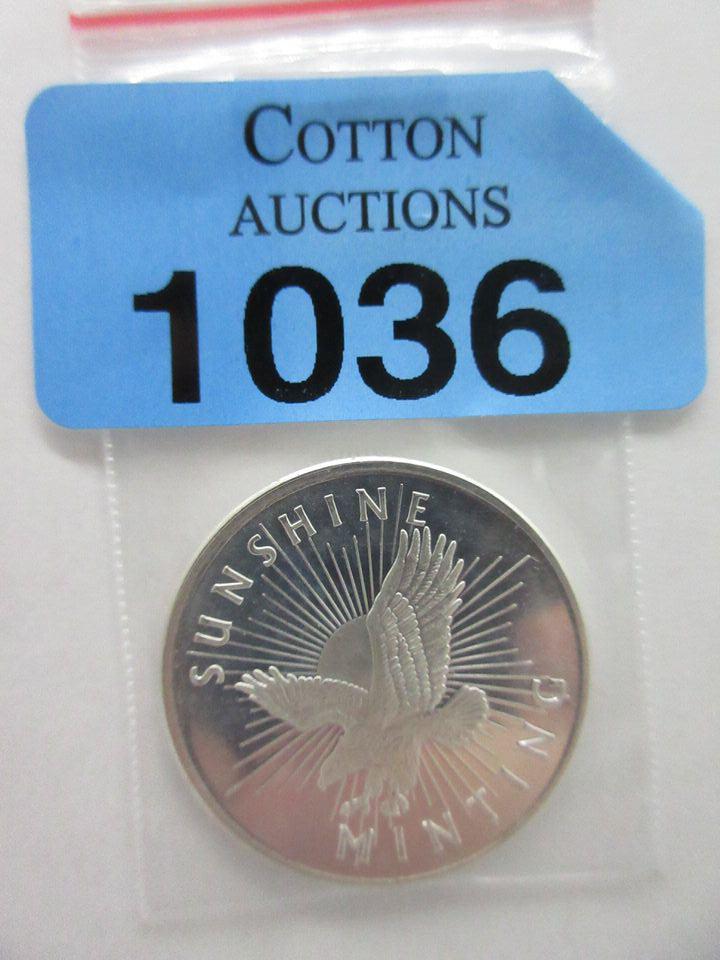 COTTON
AUCTIONS
1036
SUNSHINE
MINTING